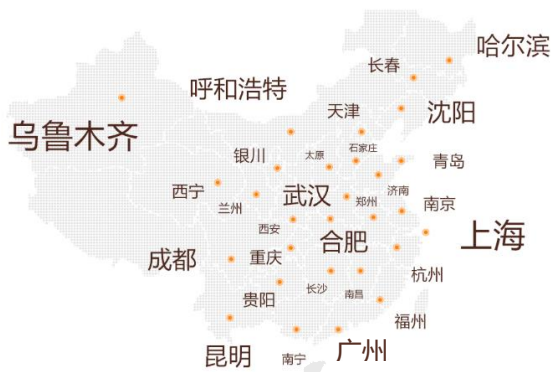 哈尔滨
长春
呼和浩特
天津
沈阳
乌鲁木齐
石家庄
银川
太原
青岛
西宁
武汉
济南
兰州
郑州
南京
西安
合肥
上海
成都
重庆
杭州
贵阳
长沙
南昌
福州
昆明
南宁
广州